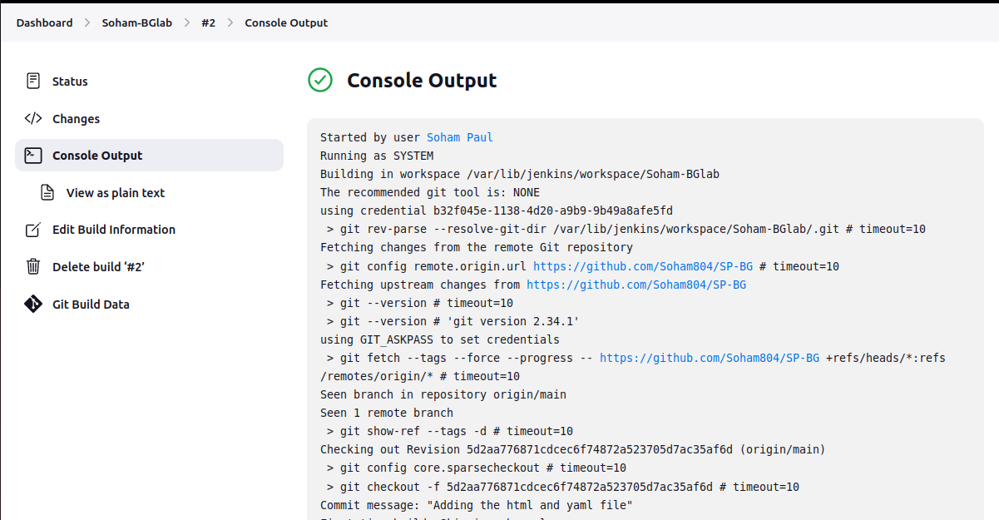 Dashboard > Soham-BGlab > #2 > Console Output
Status
Changes
Console Output
View as plain text
Edit Build Information
Delete build ‘#2’
Git Build Data
Console Output
Started by user Soham Paul
Running as SYSTEM
Building in workspace /var/lib/jenkins/workspace/Soham-BGlab
The recommended git tool is: NONE
using credential b32f045e-1138-4d20-a9b9-9b49a8afe5fd
 > git rev-parse --resolve-git-dir /var/lib/jenkins/workspace/Soham-BGlab/.git # timeout=10
Fetching changes from the remote Git repository
 > git config remote.origin.url https://github.com/Soham804/SP-BG # timeout=10
Fetching upstream changes from https://github.com/Soham804/SP-BG
 > git --version # timeout=10
 > git --version # 'git version 2.34.1'
using GIT_ASKPASS to set credentials
 > git fetch --tags --force --progress -- https://github.com/Soham804/SP-BG +refs/heads/*:refs
/remotes/origin/* # timeout=10
Seen branch in repository origin/main
Seen 1 remote branch
 > git show-ref --tags -d # timeout=10
Checking out Revision 5d2aa776871cdcec6f74872a523705d7ac35af6d (origin/main)
 > git config core.sparsecheckout # timeout=10
 > git checkout -f 5d2aa776871cdcec6f74872a523705d7ac35af6d # timeout=10
Commit message: "Adding the html and yaml file"